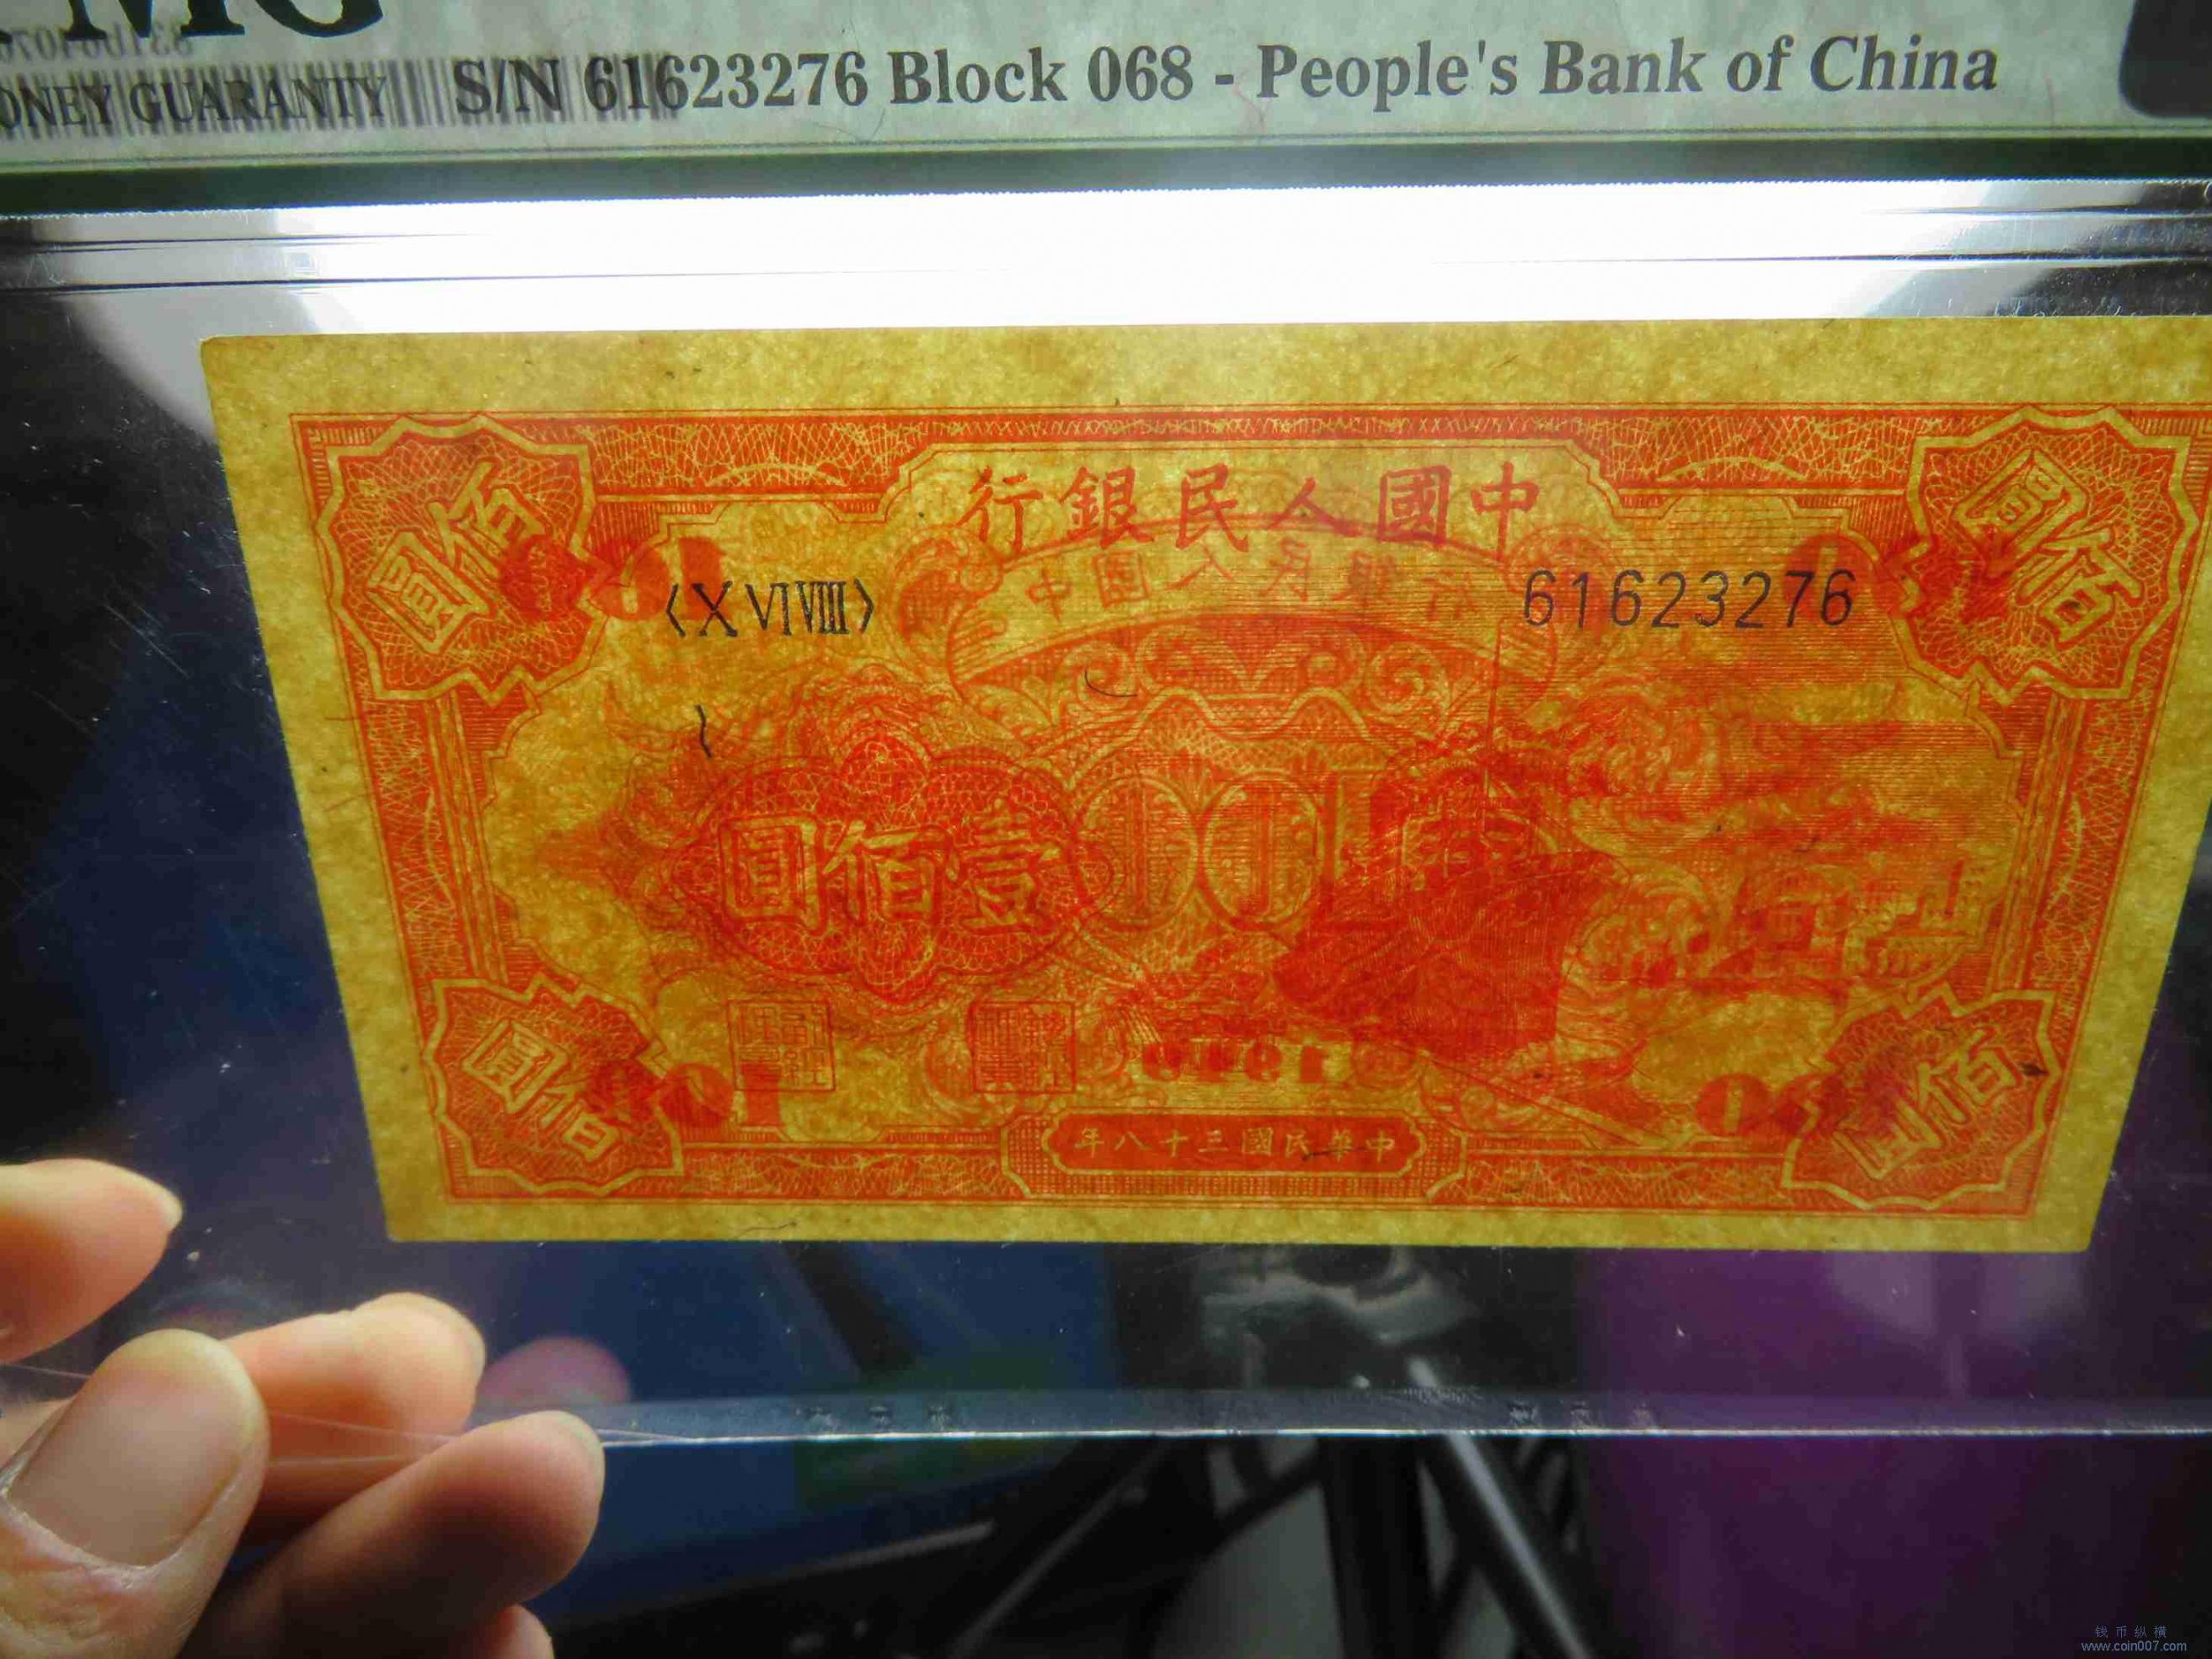 MG
ONEY GUARANTY
S/N 61623276 Block 068 - People's Bank of China
行銀民人國中
佰圓
佰圓
〈X VI VIII〉
61623276
圓佰壹
佰圓
佰圓
年八十三國民華中
钱币纵横
www.coin007.com